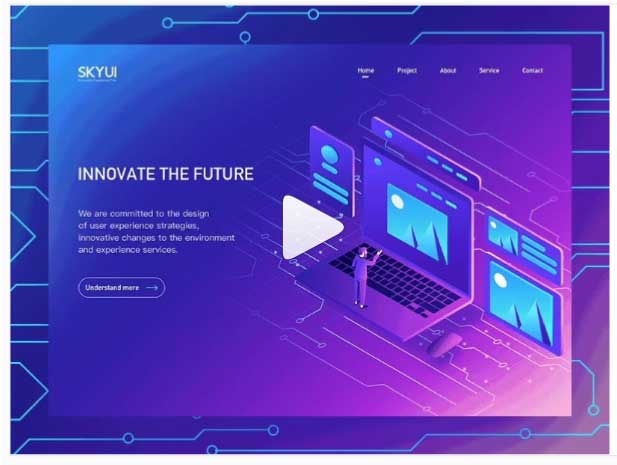 SKYUI
Home Project About Service Contact
INNOVATE THE FUTURE
We are committed to the design
of user experience strategies,
innovative changes to the environment
and experience services.
Understand more